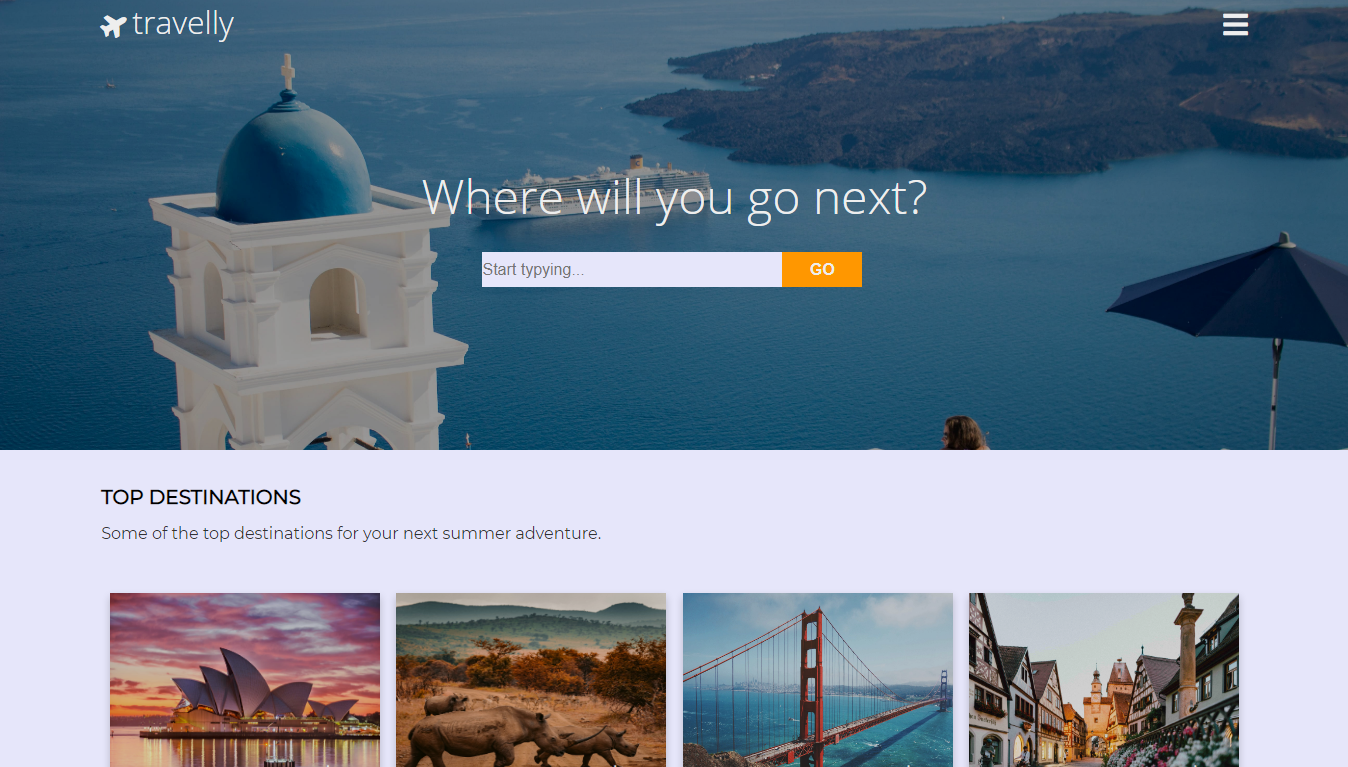 travelly
Where will you go next?
Start typying...
GO
TOP DESTINATIONS
Some of the top destinations for your next summer adventure.